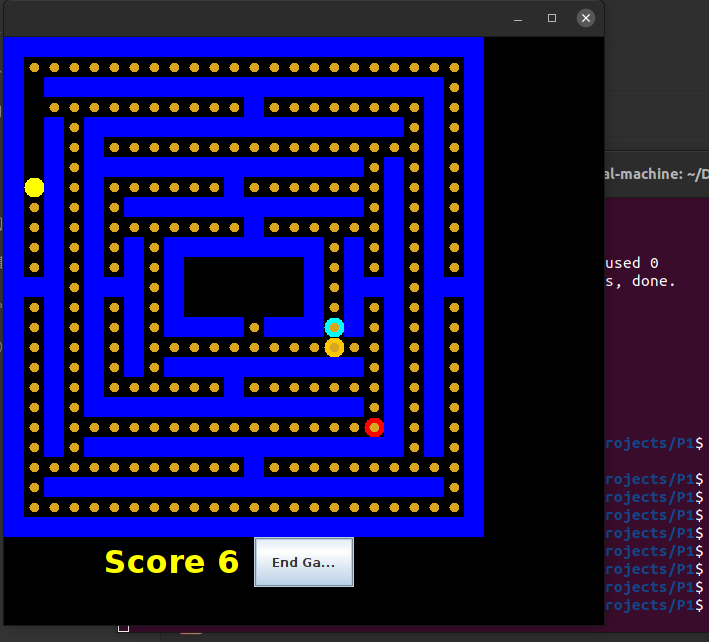 al-machine: ~/D
used 0
s, done.
rojects/P1$
rojects/P1$
rojects/P1$
rojects/P1$
rojects/P1$
rojects/P1$
rojects/P1$
rojects/P1$
rojects/P1$
Score 6
End Ga...